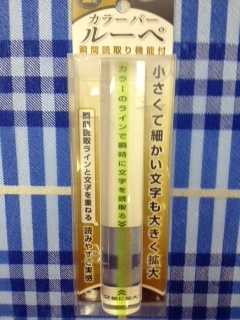 カラーバー
ルーペ
瞬間読取り機能付
小さくて細かい文字も大きく拡大
カラーのラインで瞬時に文字を読取る
瞬間読取ラインと文字を重ねる
読みやすさ実感